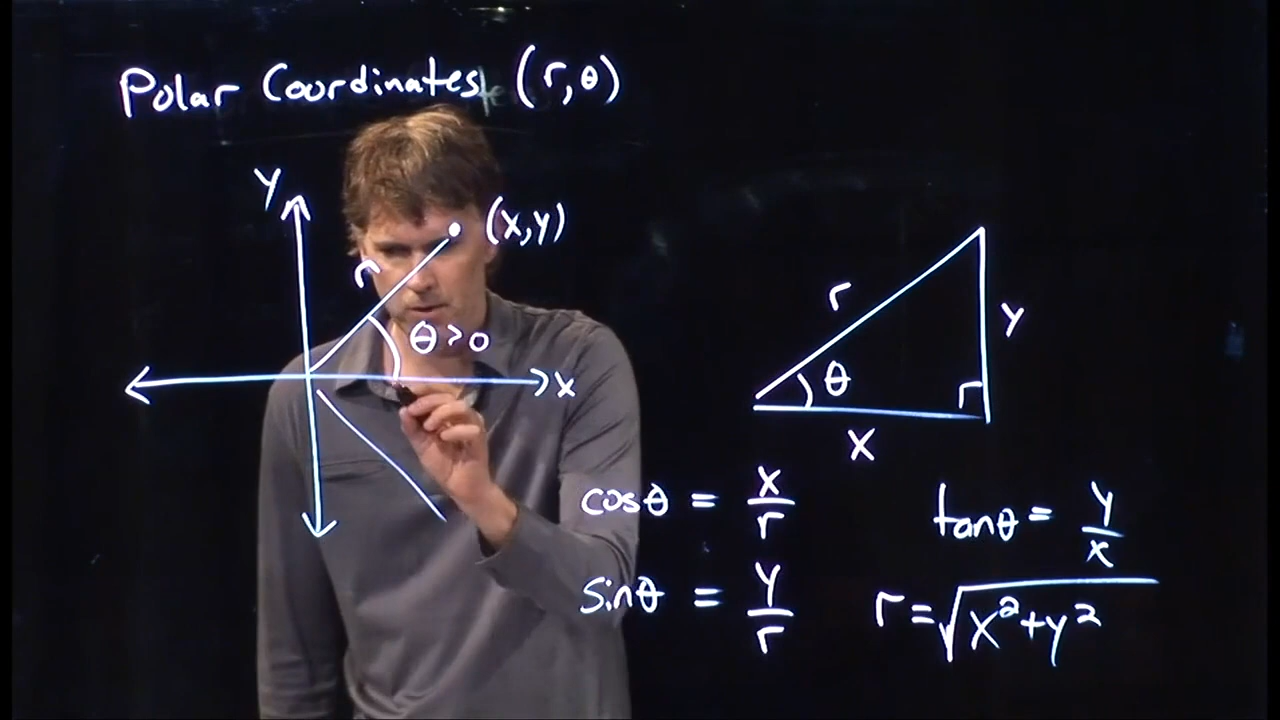 Polar Coordinates (r, θ)
y
(x,y)
r
θ > 0
x
r
y
θ
x
cosθ = x/r
tanθ = y/x
sinθ = y/r
r = √x²+y²